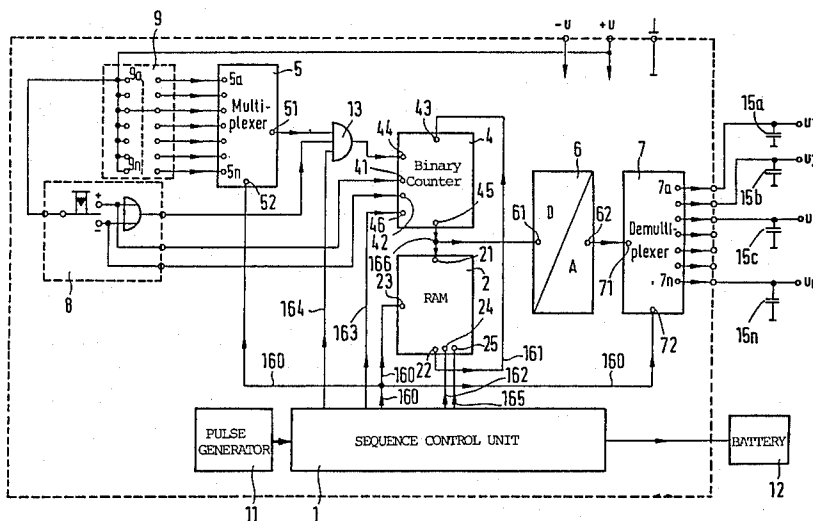 -U +U
9
5
9a
9n
5a
5n
Multi-
plexer
51
52
13
43
44
4
Binary
Counter
41
45
46
42
6
61
D
A
62
7
7a
7n
Demulti-
plexer
71
72
15a
15b
15c
15n
+
-
8
164
163
166
21
2
RAM
23
24
22
25
161
160
160
160
160
162
165
PULSE
GENERATOR
11
SEQUENCE CONTROL UNIT
1
BATTERY
12